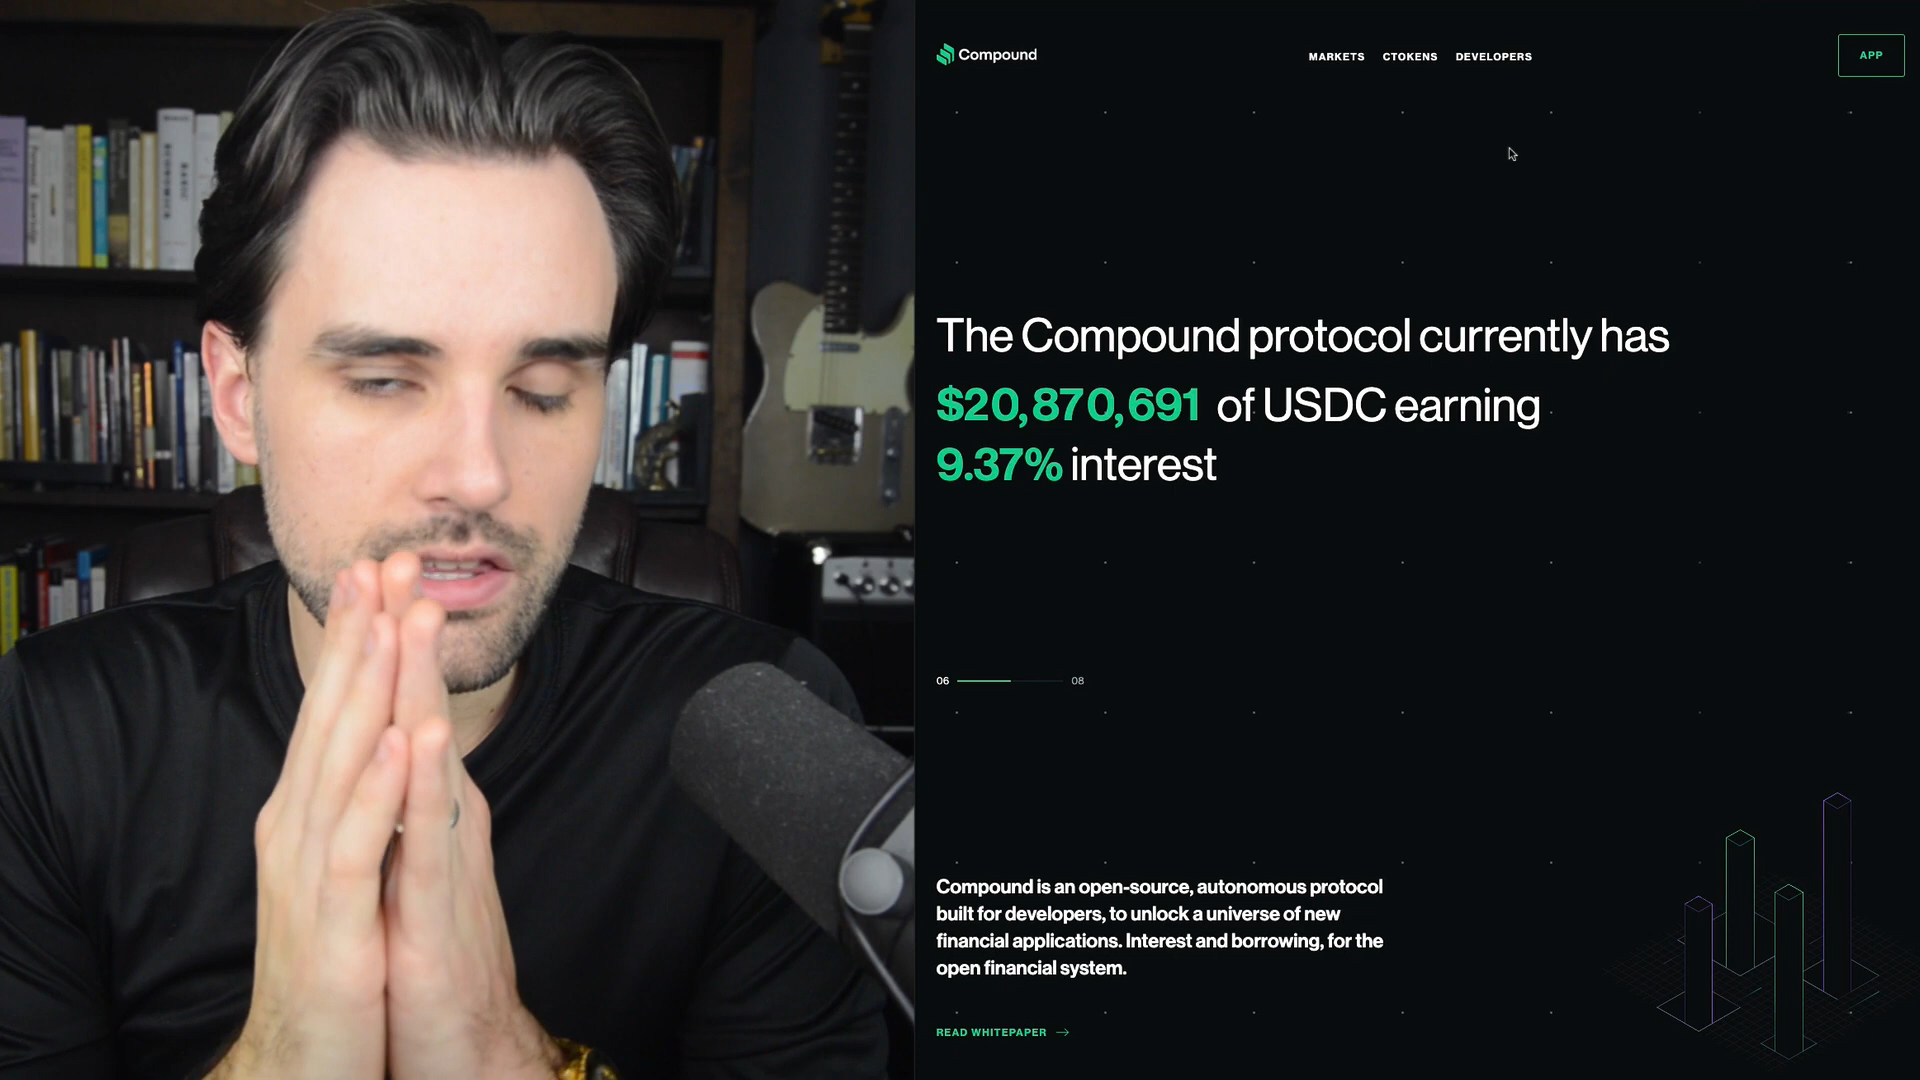 Compound
MARKETS CTOKENS DEVELOPERS
APP
The Compound protocol currently has
$20,870,691 of USDC earning
9.37% interest
06 08
Compound is an open-source, autonomous protocol
built for developers, to unlock a universe of new
financial applications. Interest and borrowing, for the
open financial system.
READ WHITEPAPER